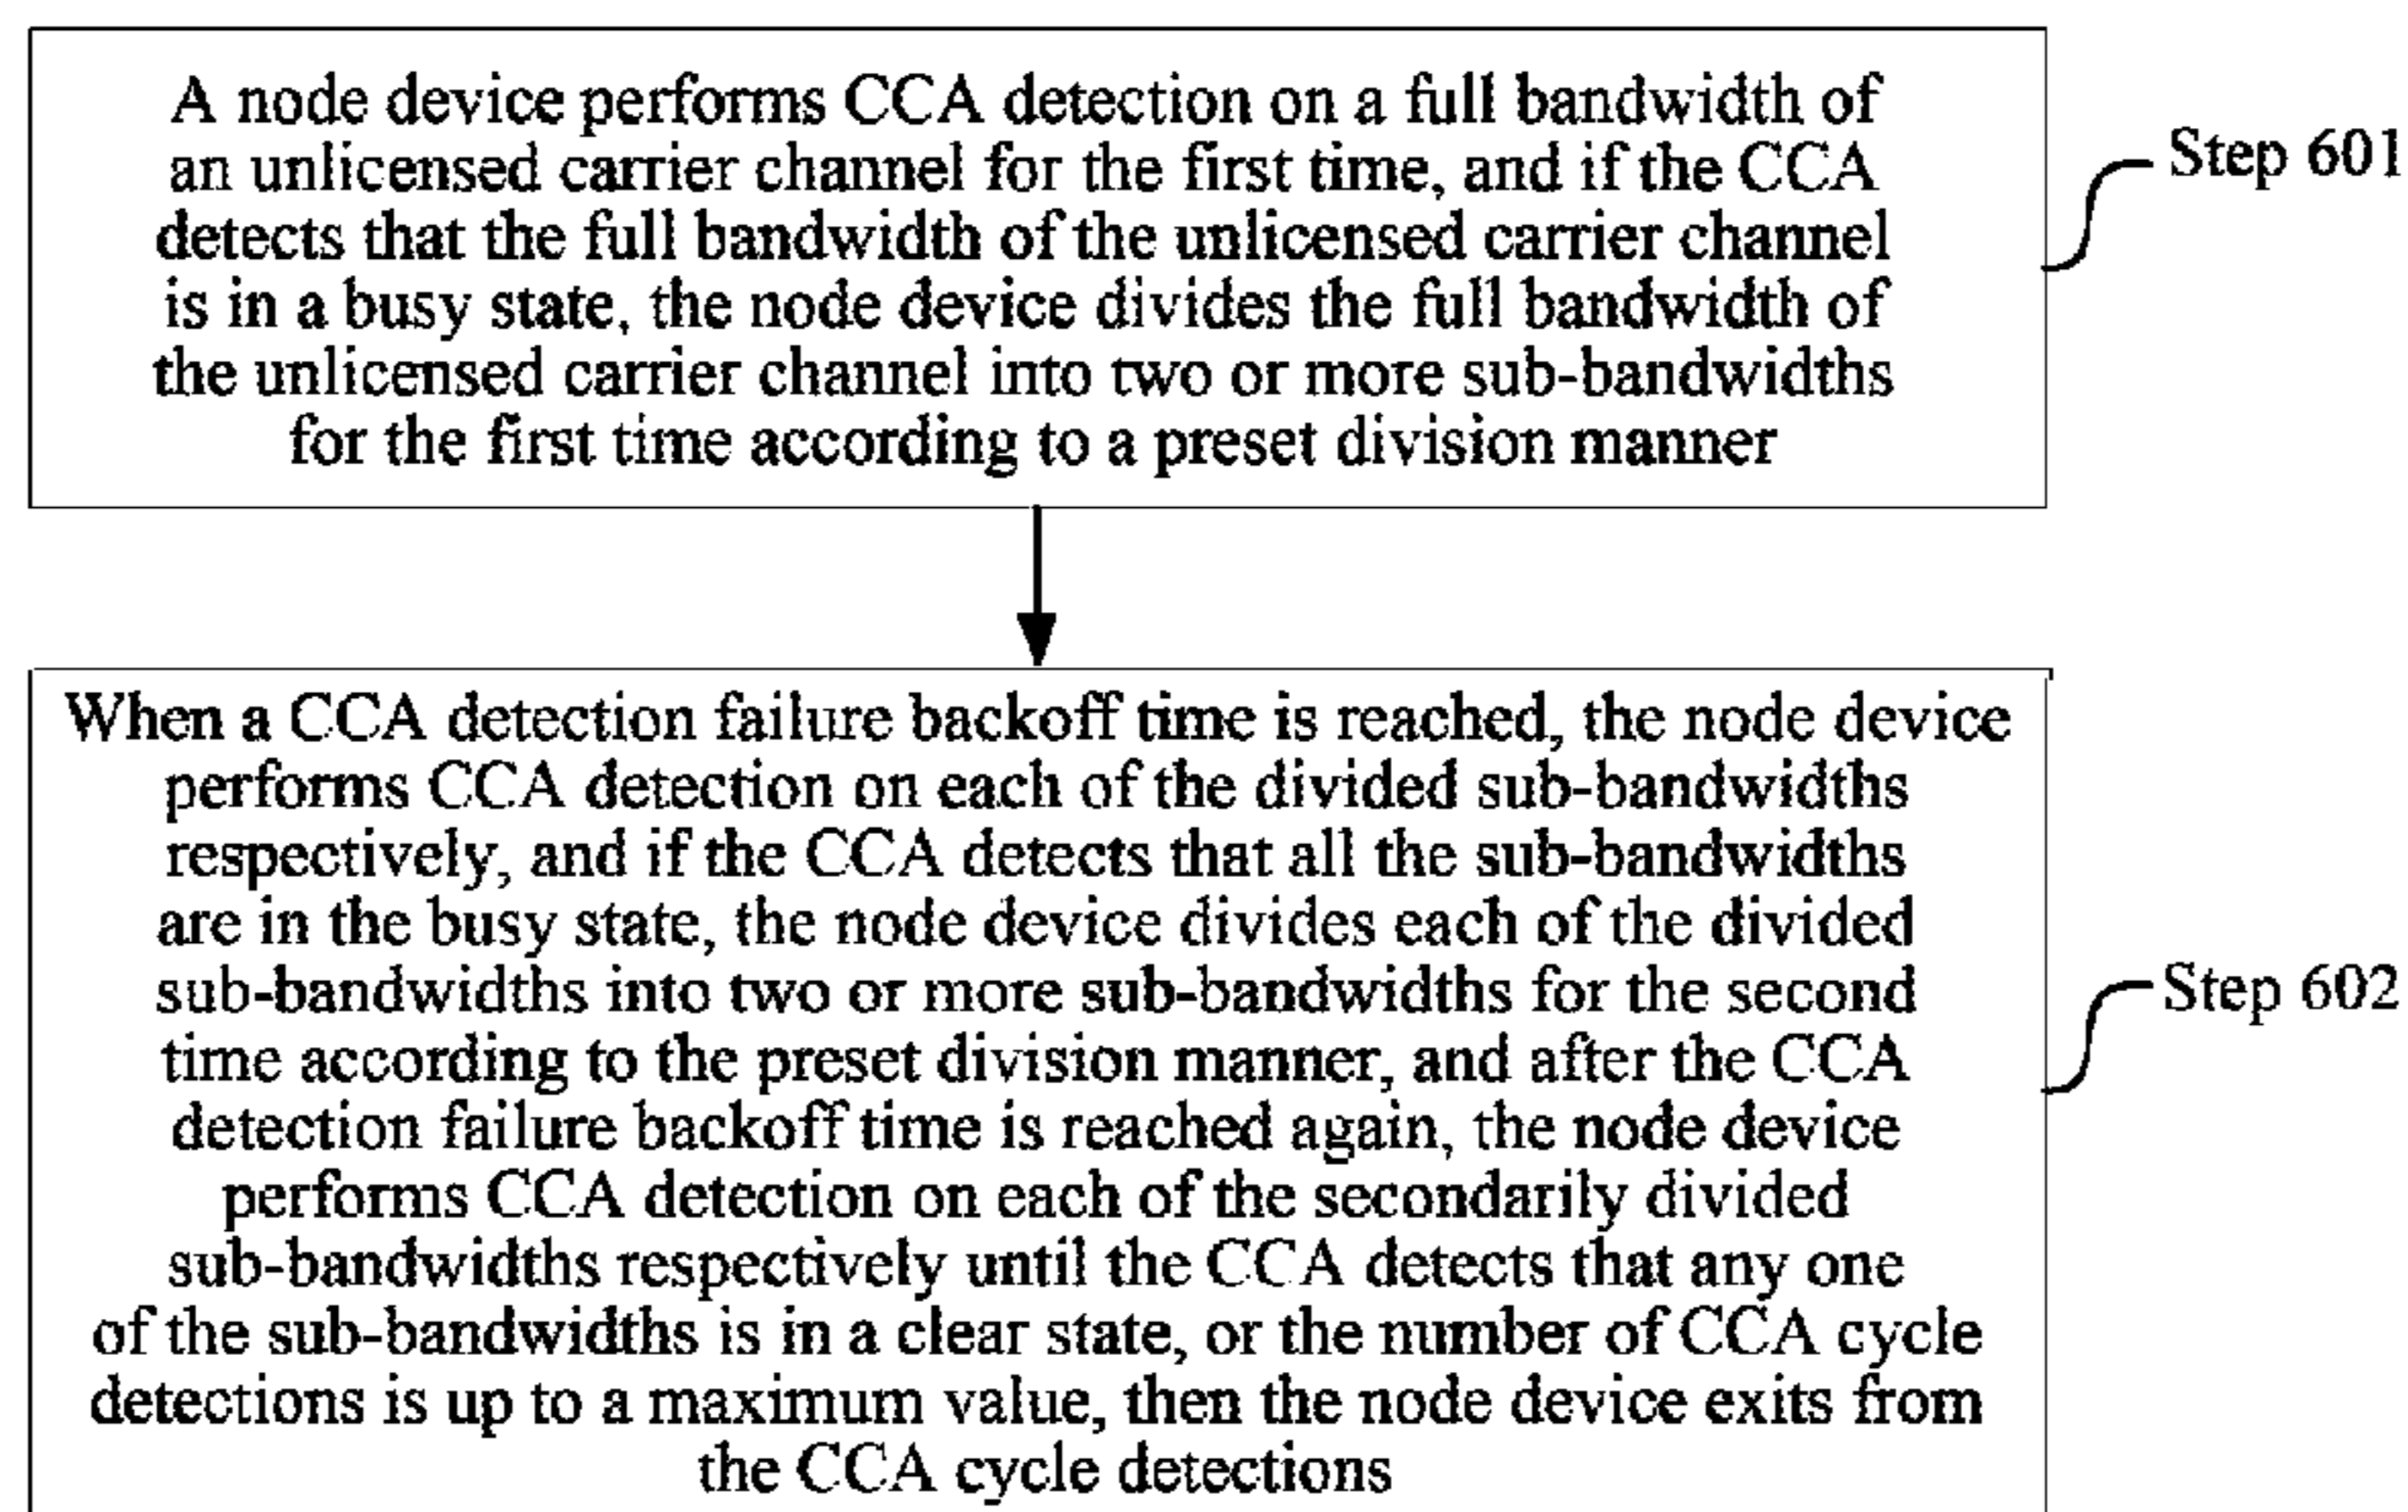 A node device performs CCA detection on a full bandwidth of
an unlicensed carrier channel for the first time, and if the CCA
detects that the full bandwidth of the unlicensed carrier channel
is in a busy state, the node device divides the full bandwidth of
the unlicensed carrier channel into two or more sub-bandwidths
for the first time according to a preset division manner
Step 601
When a CCA detection failure backoff time is reached, the node device
performs CCA detection on each of the divided sub-bandwidths
respectively, and if the CCA detects that all the sub-bandwidths
are in the busy state, the node device divides each of the divided
sub-bandwidths into two or more sub-bandwidths for the second
time according to the preset division manner, and after the CCA
detection failure backoff time is reached again, the node device
performs CCA detection on each of the secondarily divided
sub-bandwidths respectively until the CCA detects that any one
of the sub-bandwidths is in a clear state, or the number of CCA cycle
detections is up to a maximum value, then the node device exits from
the CCA cycle detections
Step 602